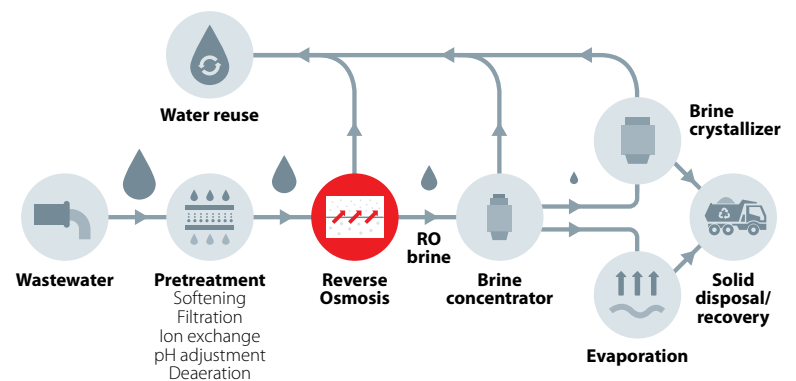 Water reuse
Brine
crystallizer
Wastewater
Pretreatment
Softening
Filtration
Ion exchange
pH adjustment
Deaeration
Reverse
Osmosis
RO
brine
Brine
concentrator
Evaporation
Solid
disposal/
recovery